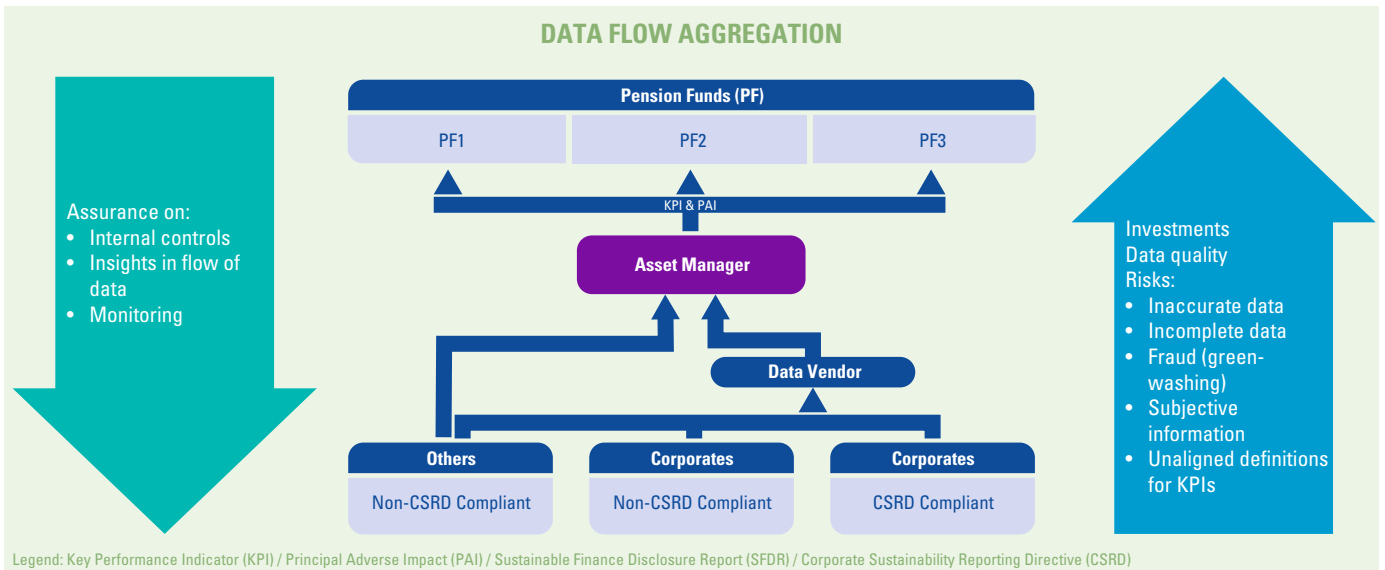 DATA FLOW AGGREGATION
Assurance on:
• Internal controls
• Insights in flow of
data
• Monitoring
Pension Funds (PF)
PF1
PF2
PF3
KPI & PAI
Asset Manager
Data Vendor
Others
Non-CSRD Compliant
Corporates
Non-CSRD Compliant
Corporates
CSRD Compliant
Investments
Data quality
Risks:
• Inaccurate data
• Incomplete data
• Fraud (green-
washing)
• Subjective
information
• Unaligned definitions
for KPIs
Legend: Key Performance Indicator (KPI) / Principal Adverse Impact (PAI) / Sustainable Finance Disclosure Report (SFDR) / Corporate Sustainability Reporting Directive (CSRD)